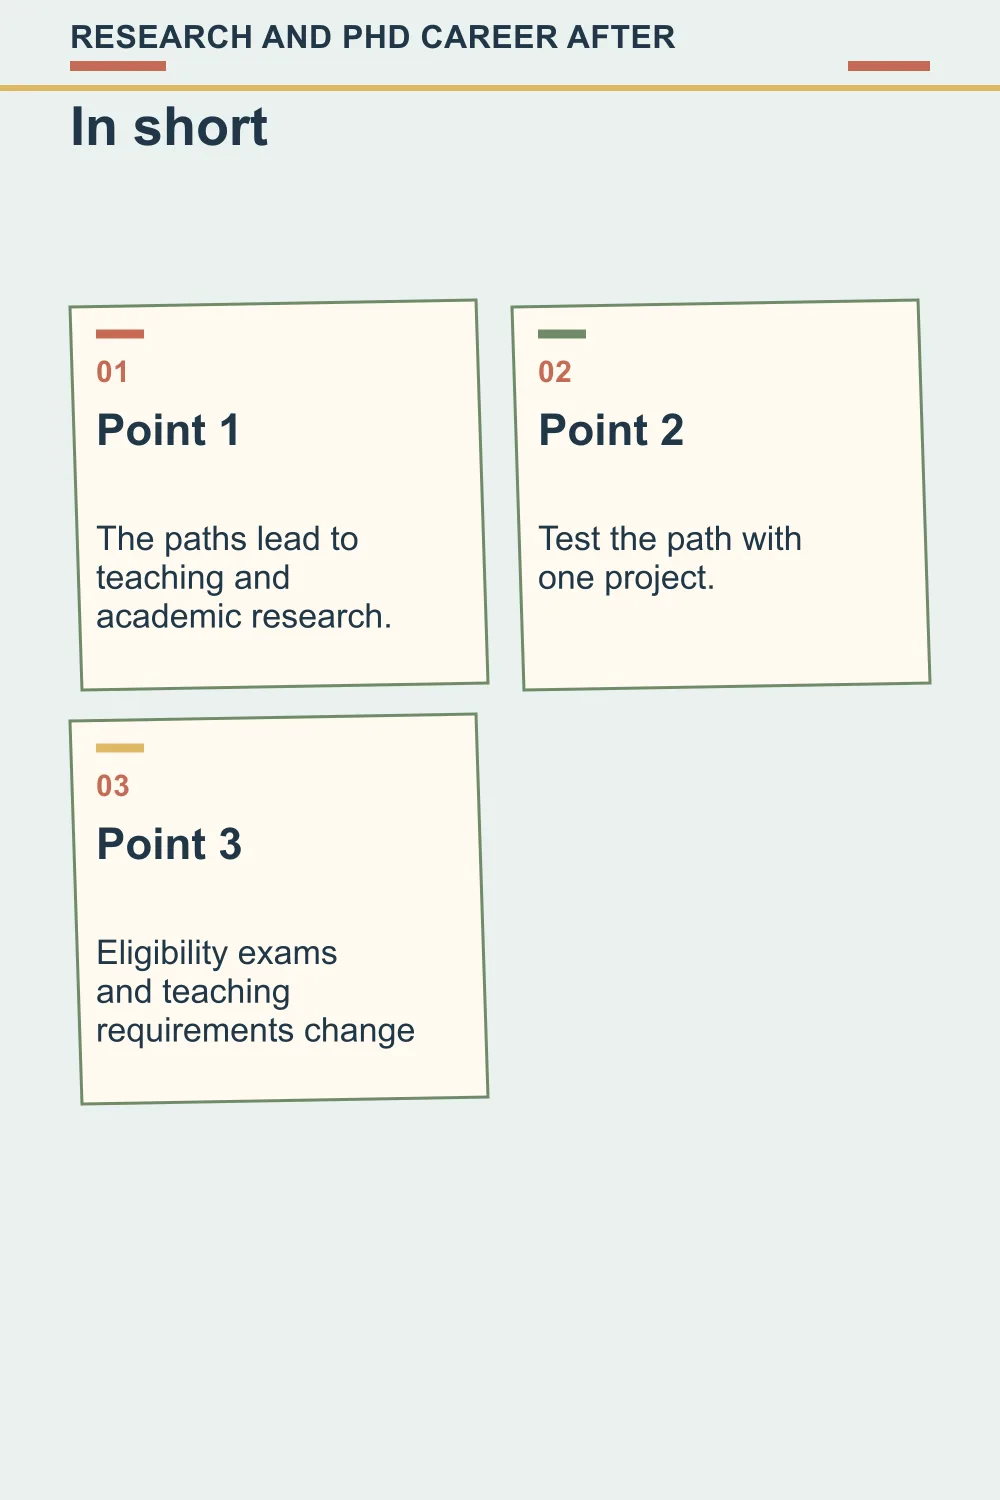 RESEARCH AND PHD CAREER AFTER
In short
01
Point 1
The paths lead to
teaching and
academic research.
02
Point 2
Test the path with
one project.
03
Point 3
Eligibility exams
and teaching
requirements change